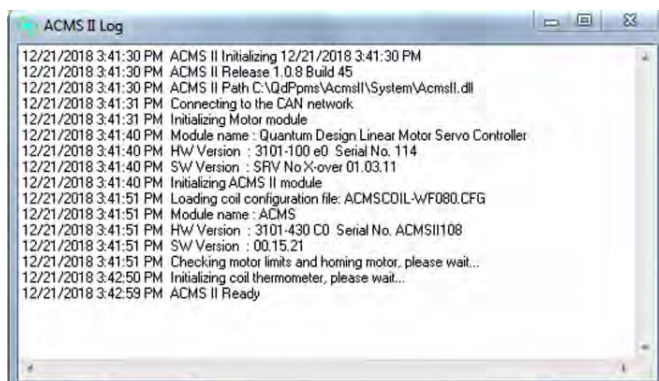 ACMS II Log
12/21/2018 3:41:30 PM ACMS II Initializing 12/21/2018 3:41:30 PM
12/21/2018 3:41:30 PM ACMS II Release 1.0.8 Build 45
12/21/2018 3:41:30 PM ACMS II Path C:\QdPpms\AcmsII\System\AcmsII.dll
12/21/2018 3:41:31 PM Connecting to the CAN network
12/21/2018 3:41:31 PM Initializing Motor module
12/21/2018 3:41:40 PM Module name : Quantum Design Linear Motor Servo Controller
12/21/2018 3:41:40 PM HW Version : 3101-100 e0 Serial No. 114
12/21/2018 3:41:40 PM SW Version : SRV No X-over 01.03.11
12/21/2018 3:41:40 PM Initializing ACMS II module
12/21/2018 3:41:51 PM Loading coil configuration file: ACMSCOIL-WF080.CFG
12/21/2018 3:41:51 PM Module name : ACMS
12/21/2018 3:41:51 PM HW Version : 3101-430 C0 Serial No. ACMSII108
12/21/2018 3:41:51 PM SW Version : 00.15.21
12/21/2018 3:41:51 PM Checking motor limits and homing motor, please wait...
12/21/2018 3:42:50 PM Initializing coil thermometer, please wait...
12/21/2018 3:42:59 PM ACMS II Ready